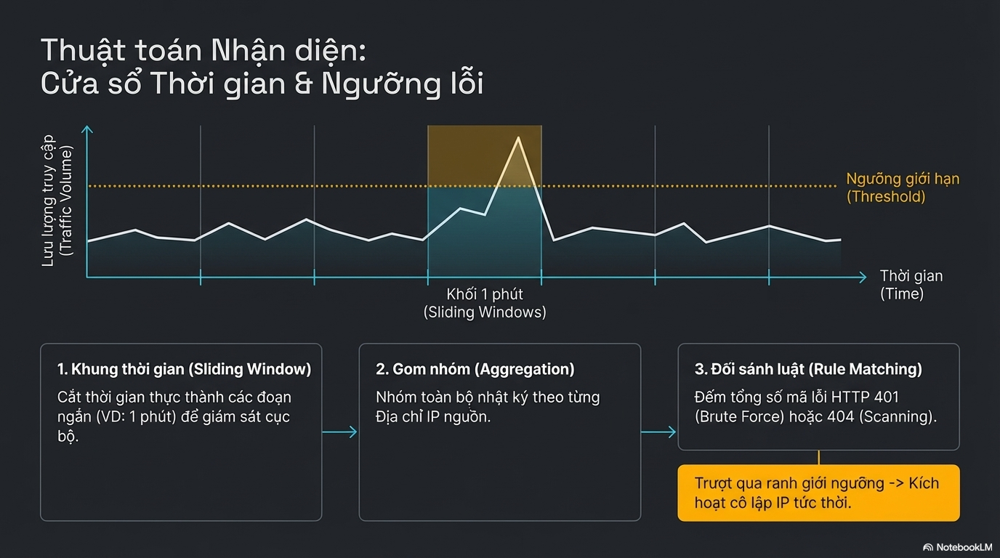 Thuật toán Nhận diện:
Cửa sổ Thời gian & Ngưỡng lỗi
Lưu lượng truy cập
(Traffic Volume)
Ngưỡng giới hạn
(Threshold)
Thời gian
(Time)
Khối 1 phút
(Sliding Windows)
1. Khung thời gian (Sliding Window)
Cắt thời gian thực thành các đoạn
ngắn (VD: 1 phút) để giám sát cục
bộ.
2. Gom nhóm (Aggregation)
Nhóm toàn bộ nhật ký theo từng
Địa chỉ IP nguồn.
3. Đối sánh luật (Rule Matching)
Đếm tổng số mã lỗi HTTP 401
(Brute Force) hoặc 404 (Scanning).
Trượt qua ranh giới ngưỡng -> Kích
hoạt cô lập IP tức thời.
NotebookLM